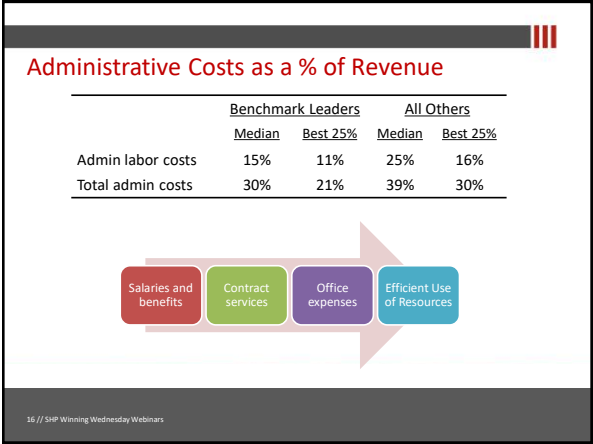 Administrative Costs as a % of Revenue
Benchmark Leaders All Others
Median Best 25% Median Best 25%
Admin labor costs 15% 11% 25% 16%
Total admin costs 30% 21% 39% 30%
Salaries and benefits
Contract services
Office expenses
Efficient Use of Resources
16 // SHP Winning Wednesday Webinars